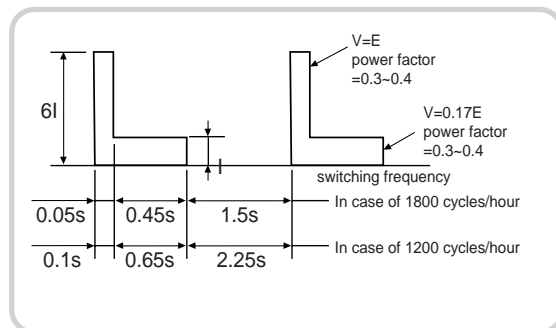 V=E
power factor
=0.3~0.4
6I
V=0.17E
power factor
=0.3~0.4
I
switching frequency
0.05s 0.45s 1.5s In case of 1800 cycles/hour
0.1s 0.65s 2.25s In case of 1200 cycles/hour